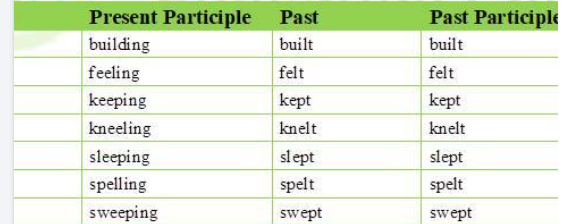 Present Participle Past Past Participle
building built built
feeling felt felt
keeping kept kept
kneeling knelt knelt
sleeping slept slept
spelling spelt spelt
sweeping swept swept